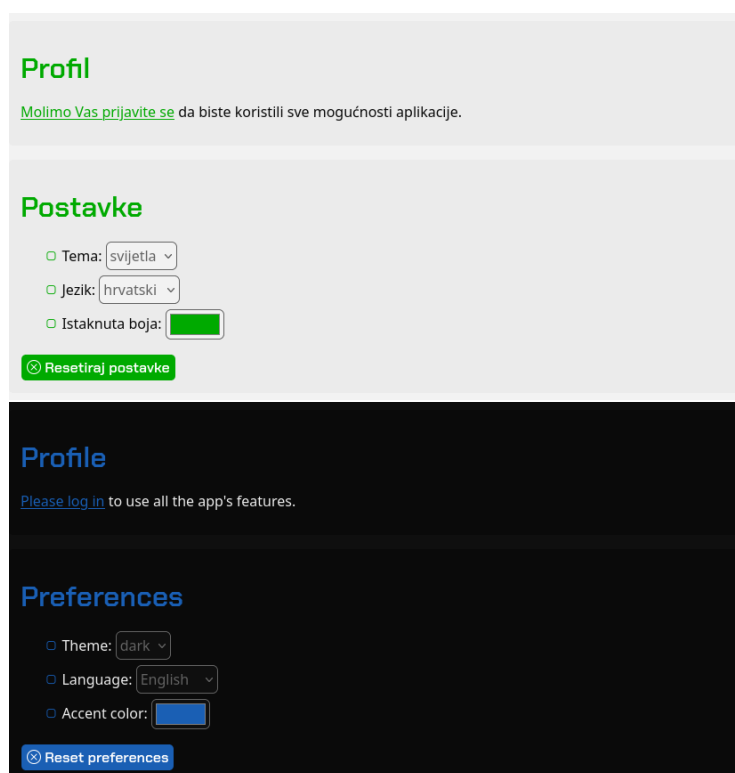 Profil
Molimo Vas prijavite se da biste koristili sve mogućnosti aplikacije.
Postavke
Tema: svijetla
Jezik: hrvatski
Istaknuta boja:
Resetiraj postavke
Profile
Please log in to use all the app's features.
Preferences
Theme: dark
Language: English
Accent color:
Reset preferences